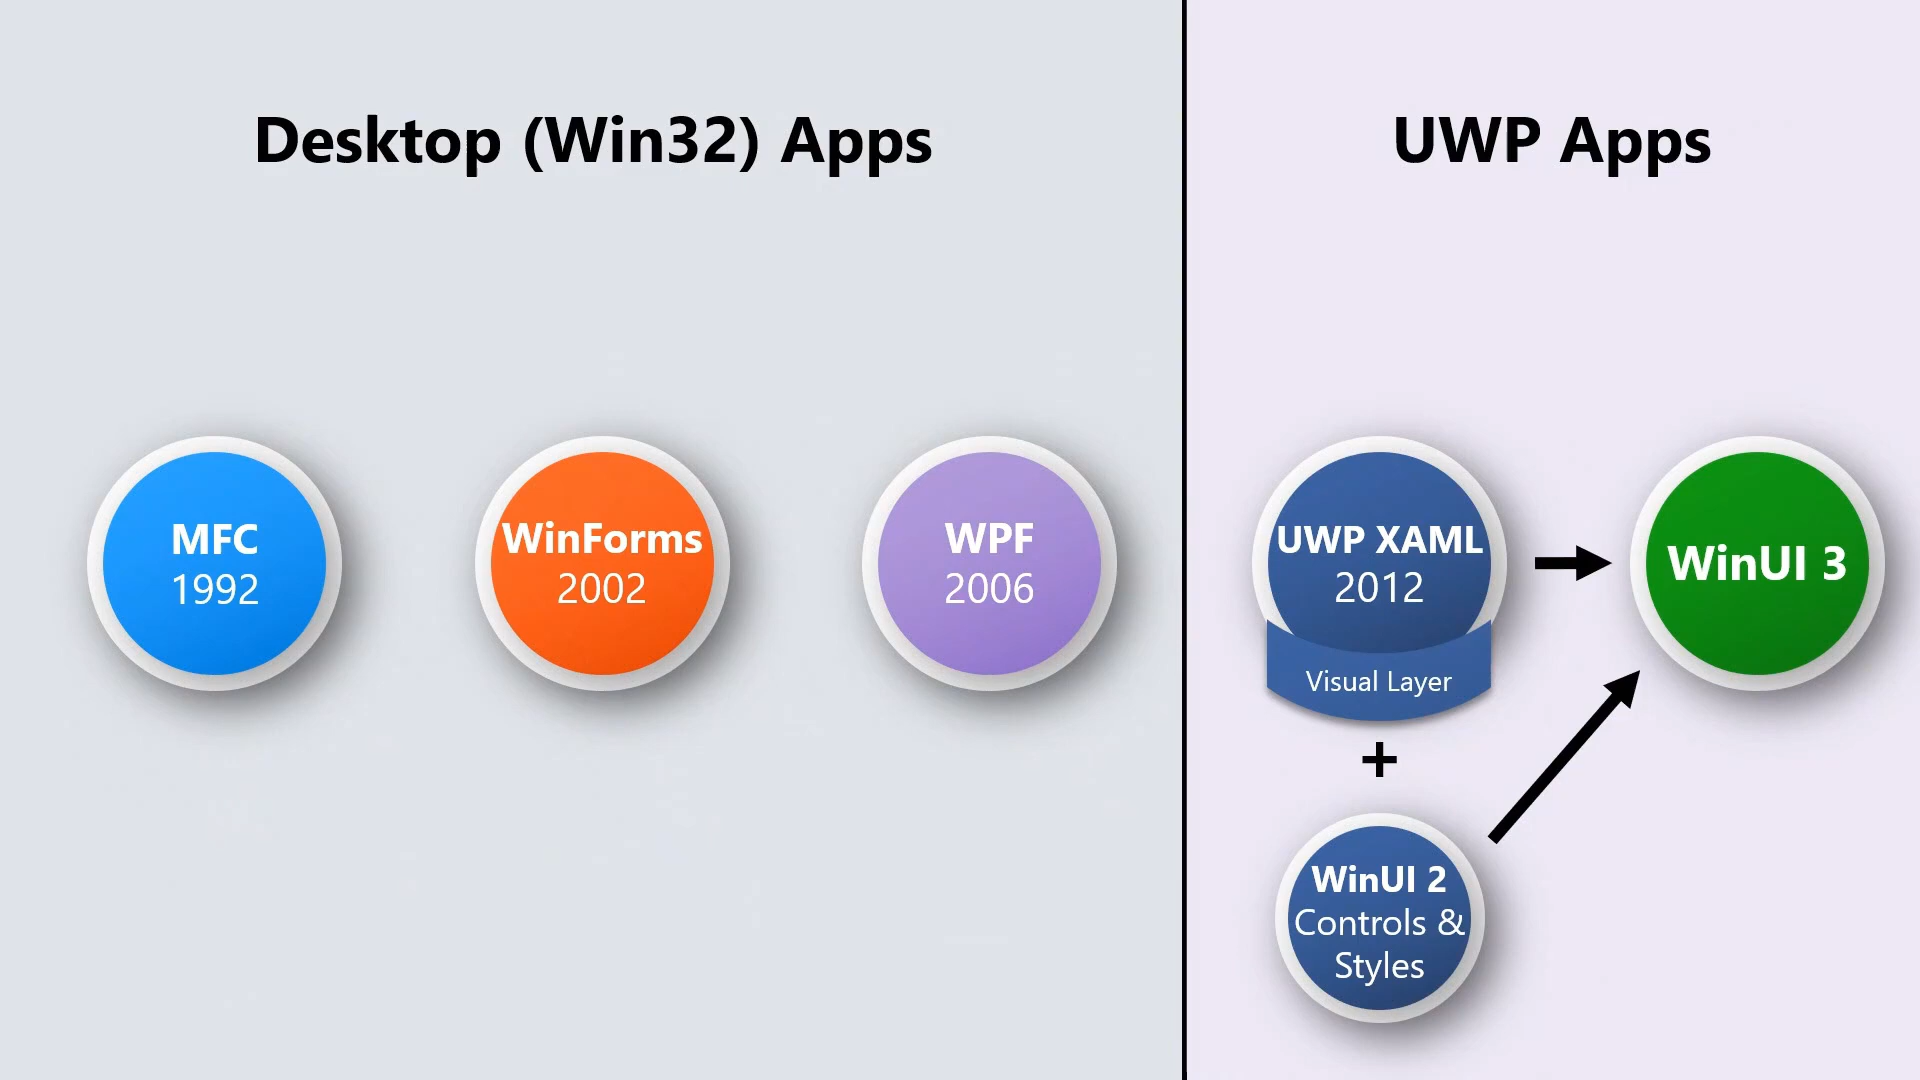 Desktop (Win32) Apps
UWP Apps
MFC
1992
WinForms
2002
WPF
2006
UWP XAML
2012
Visual Layer
WinUI 3
+
WinUI 2
Controls &
Styles